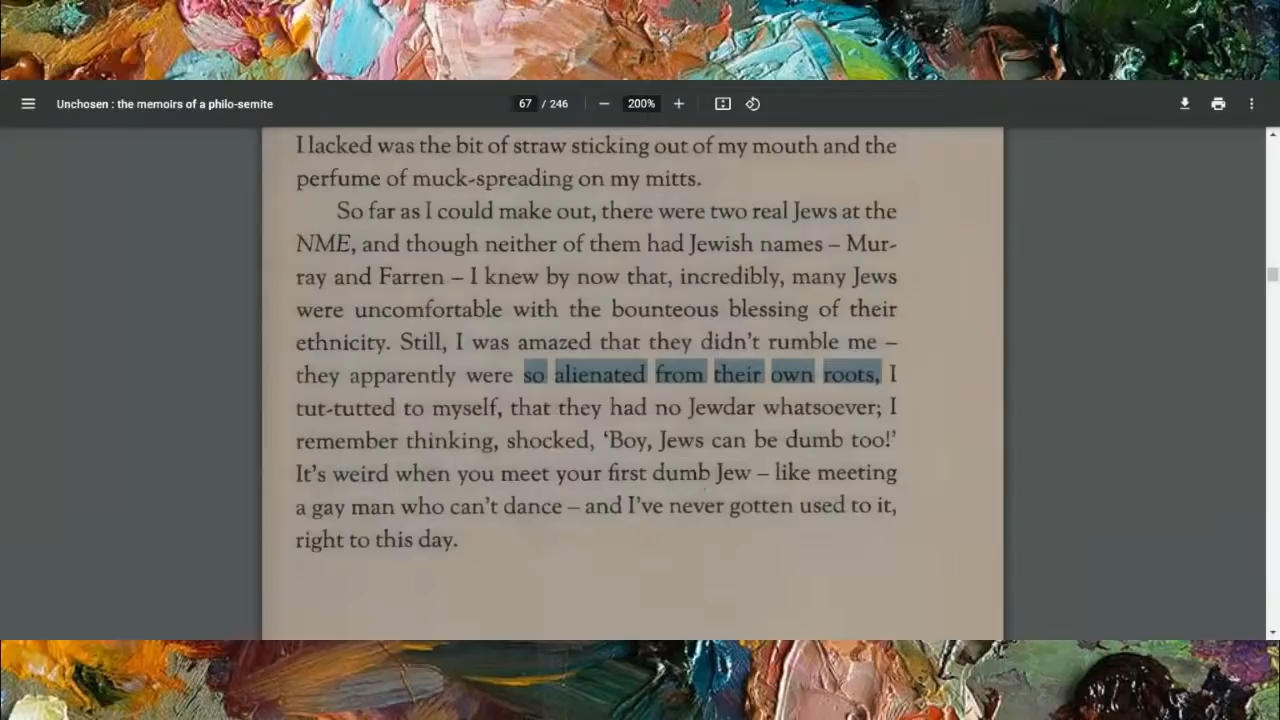 Unchosen : the memoirs of a philo-semite
67 / 246
200%
I lacked was the bit of straw sticking out of my mouth and the
perfume of muck-spreading on my mitts.
So far as I could make out, there were two real Jews at the
NME, and though neither of them had Jewish names – Mur-
ray and Farren – I knew by now that, incredibly, many Jews
were uncomfortable with the bounteous blessing of their
ethnicity. Still, I was amazed that they didn't rumble me –
they apparently were so alienated from their own roots, I
tut-tutted to myself, that they had no Jewdar whatsoever; I
remember thinking, shocked, 'Boy, Jews can be dumb too!'
It's weird when you meet your first dumb Jew – like meeting
a gay man who can't dance – and I've never gotten used to it,
right to this day.